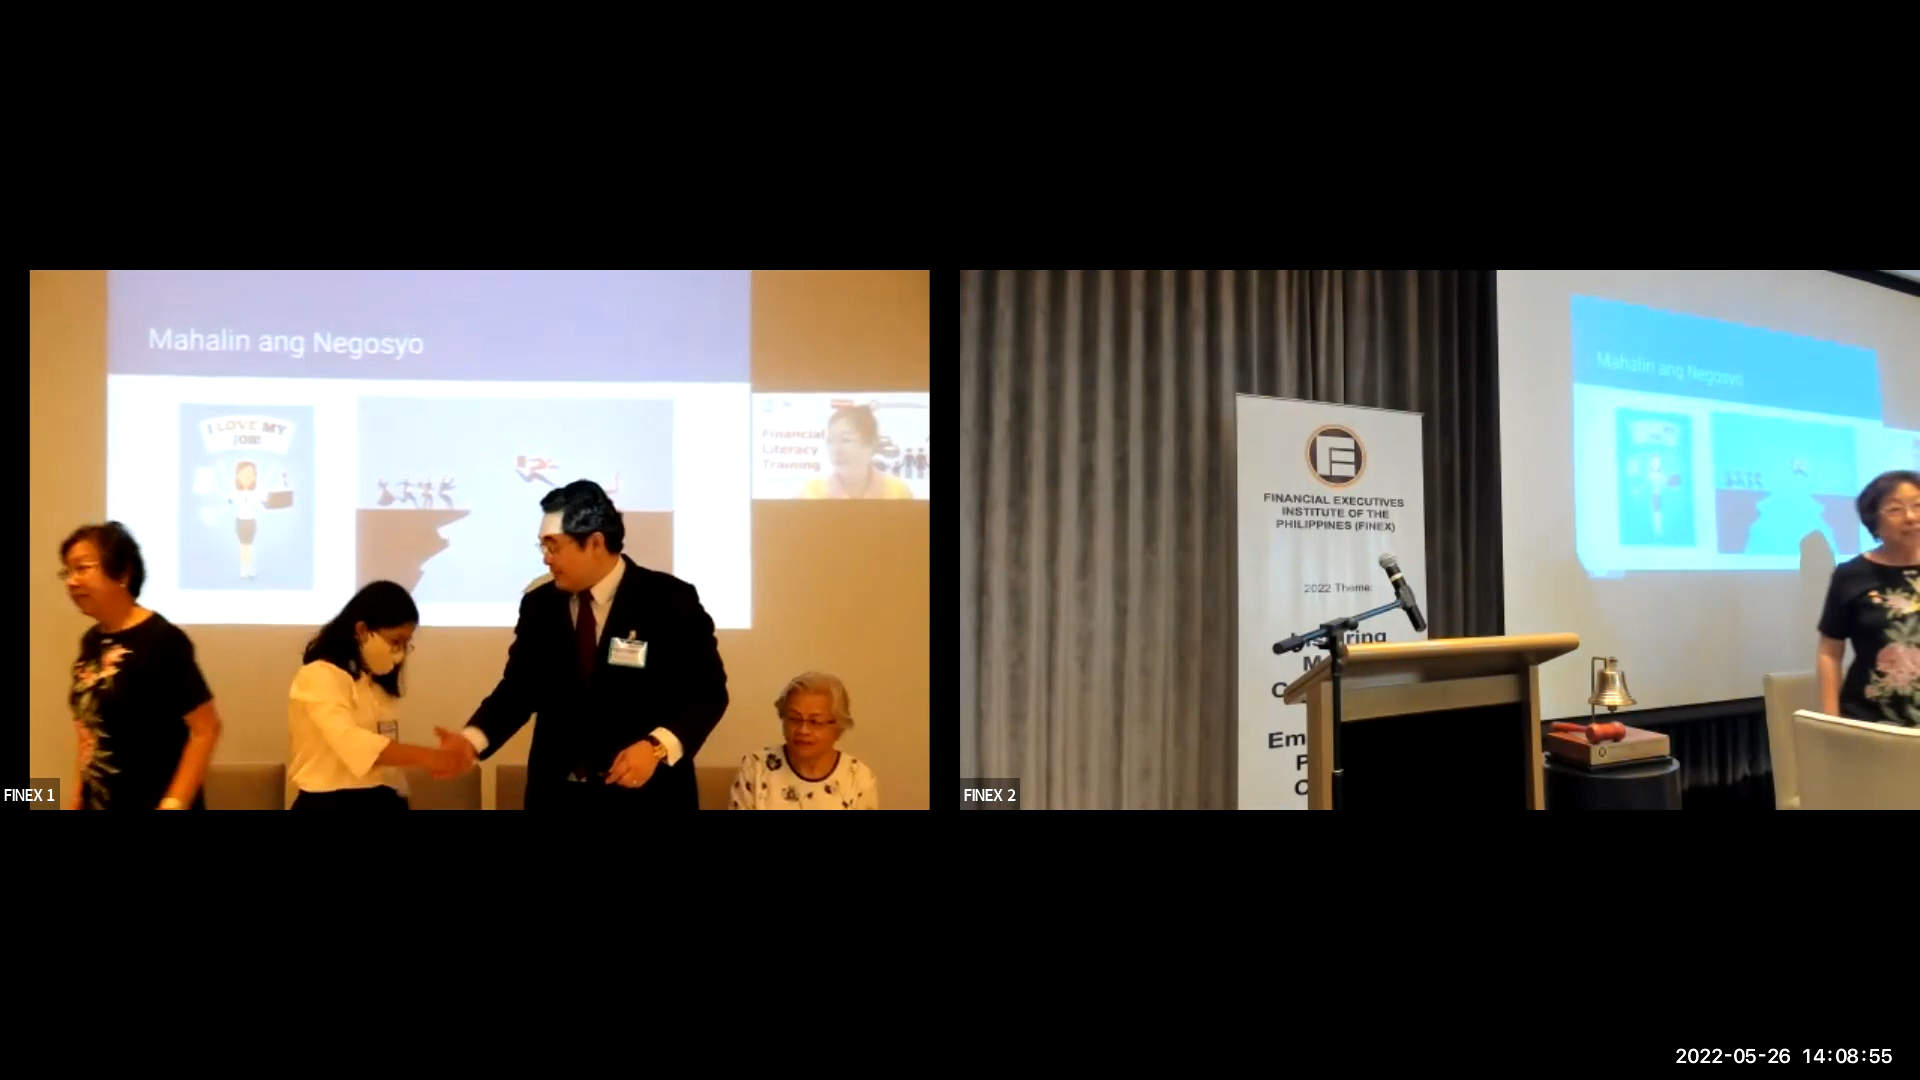 Mahalin ang Negosyo
I LOVE MY
JOB!
Financial
Literacy
Training
FINEX 1
Mahalin ang Negosyo
FINANCIAL EXECUTIVES
INSTITUTE OF THE
PHILIPPINES (FINEX)
2022 Theme:
FINEX 2
2022-05-26 14:08:55